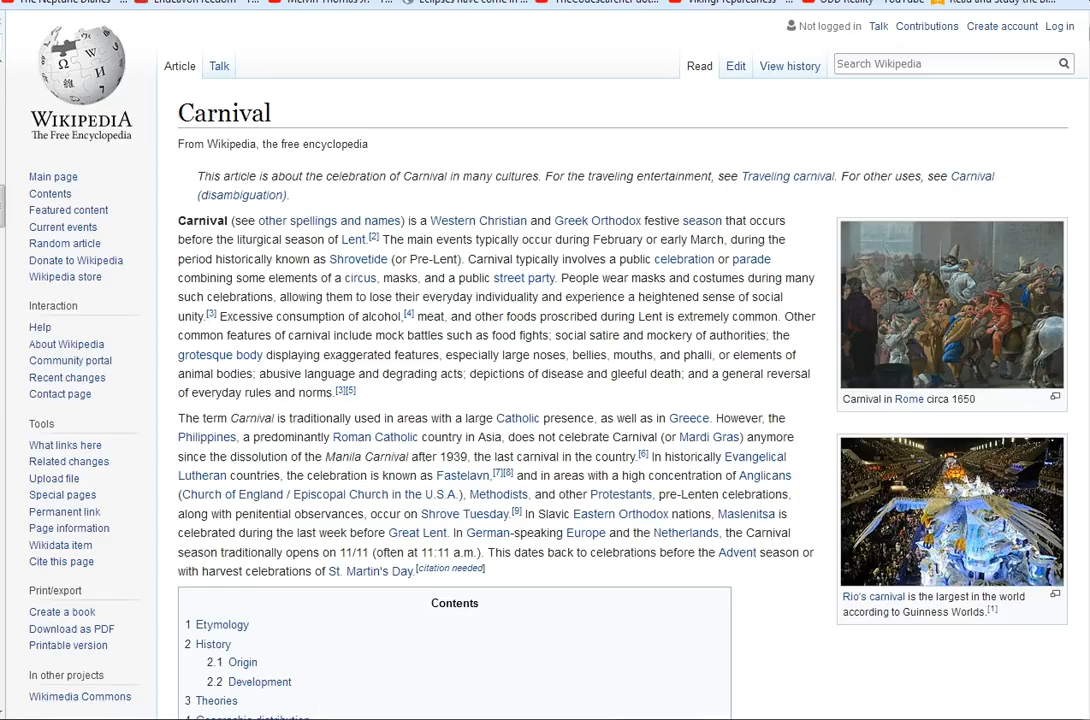 Not logged in Talk Contributions Create account Log in
Article Talk Read Edit View history Search Wikipedia
WIKIPEDIA
The Free Encyclopedia
Main page
Contents
Featured content
Current events
Random article
Donate to Wikipedia
Wikipedia store
Interaction
Help
About Wikipedia
Community portal
Recent changes
Contact page
Tools
What links here
Related changes
Upload file
Special pages
Permanent link
Page information
Wikidata item
Cite this page
Print/export
Create a book
Download as PDF
Printable version
In other projects
Wikimedia Commons
Carnival
From Wikipedia, the free encyclopedia
This article is about the celebration of Carnival in many cultures. For the traveling entertainment, see Traveling carnival. For other uses, see Carnival
(disambiguation).
Carnival (see other spellings and names) is a Western Christian and Greek Orthodox festive season that occurs
before the liturgical season of Lent.[2] The main events typically occur during February or early March, during the
period historically known as Shrovetide (or Pre-Lent). Carnival typically involves a public celebration or parade
combining some elements of a circus, masks, and a public street party. People wear masks and costumes during many
such celebrations, allowing them to lose their everyday individuality and experience a heightened sense of social
unity.[3] Excessive consumption of alcohol,[4] meat, and other foods proscribed during Lent is extremely common. Other
common features of carnival include mock battles such as food fights; social satire and mockery of authorities; the
grotesque body displaying exaggerated features, especially large noses, bellies, mouths, and phalli, or elements of
animal bodies; abusive language and degrading acts; depictions of disease and gleeful death; and a general reversal
of everyday rules and norms.[3][5]
The term Carnival is traditionally used in areas with a large Catholic presence, as well as in Greece. However, the
Philippines, a predominantly Roman Catholic country in Asia, does not celebrate Carnival (or Mardi Gras) anymore
since the dissolution of the Manila Carnival after 1939, the last carnival in the country.[6] In historically Evangelical
Lutheran countries, the celebration is known as Fastelavn,[7][8] and in areas with a high concentration of Anglicans
(Church of England / Episcopal Church in the U.S.A.), Methodists, and other Protestants, pre-Lenten celebrations,
along with penitential observances, occur on Shrove Tuesday.[9] In Slavic Eastern Orthodox nations, Maslenitsa is
celebrated during the last week before Great Lent. In German-speaking Europe and the Netherlands, the Carnival
season traditionally opens on 11/11 (often at 11:11 a.m.). This dates back to celebrations before the Advent season or
with harvest celebrations of St. Martin's Day.[citation needed]
Carnival in Rome circa 1650
Rio's carnival is the largest in the world
according to Guinness Worlds.[1]
Contents
1 Etymology
2 History
2.1 Origin
2.2 Development
3 Theories
4 Geographic distribution